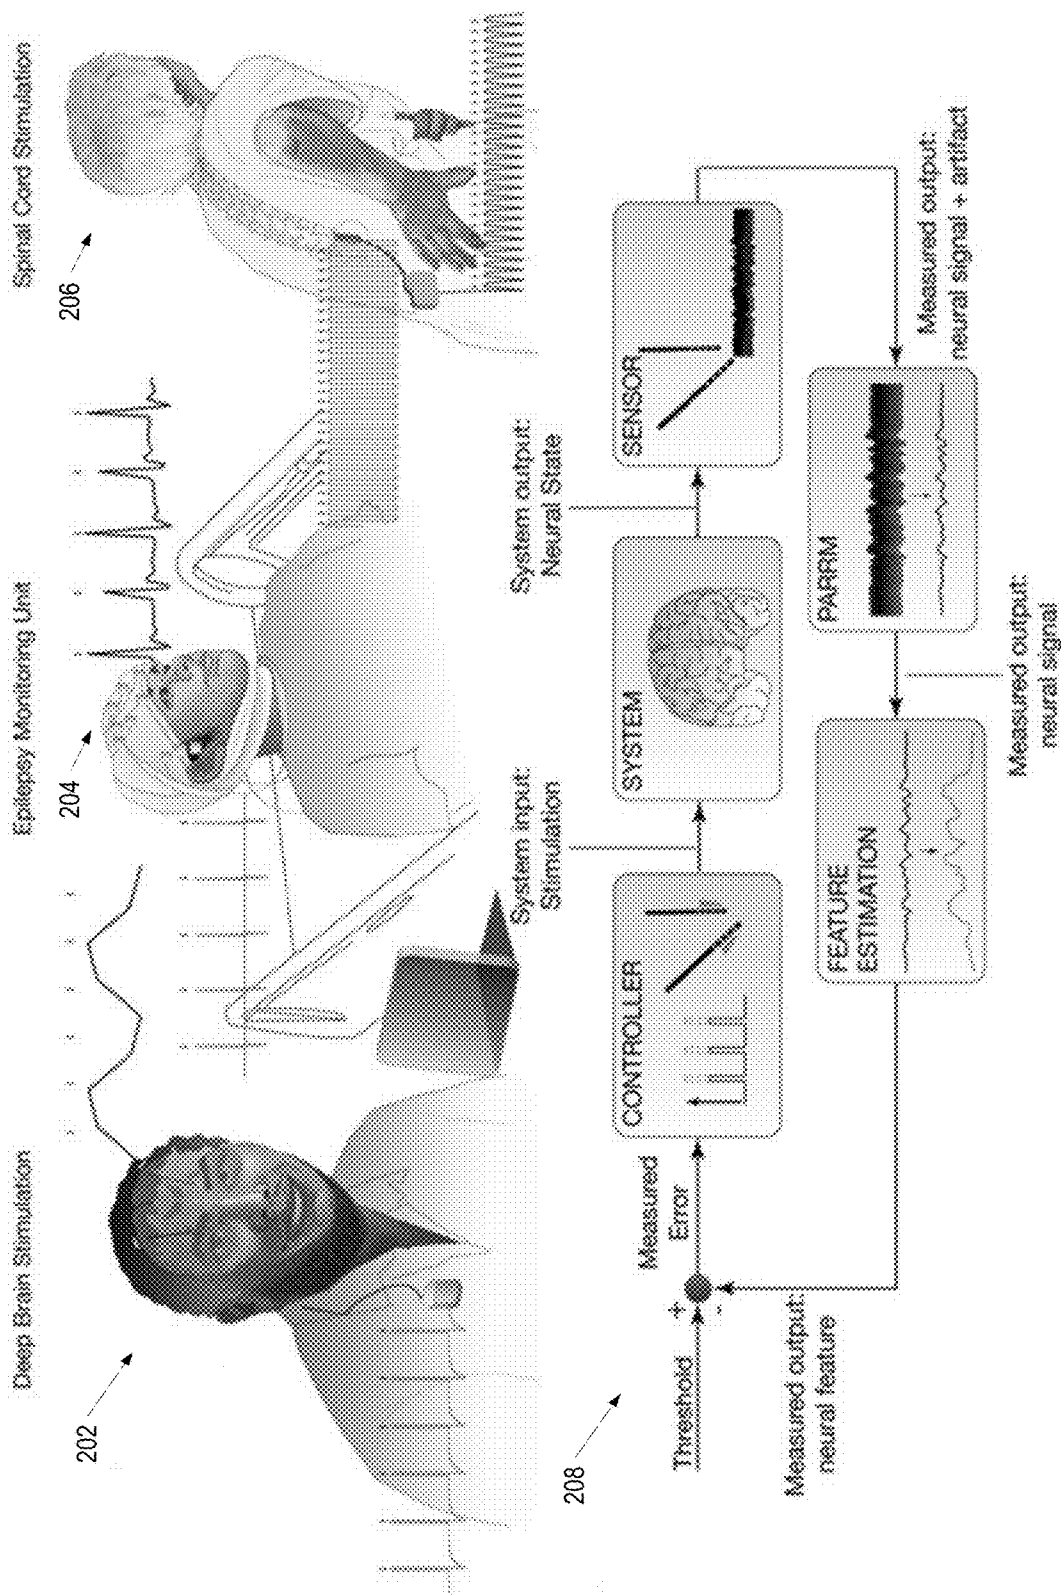 Deep Brain Stimulation
Epilepsy Monitoring Unit
Spinal Cord Stimulation
202
204
206
208
System input:
Stimulation
System output:
Neural State
Threshold
+
-
Measured
Error
CONTROLLER
SYSTEM
SENSOR
Measured output:
neural feature
FEATURE
ESTIMATION
PARRM
Measured output:
neural signal
Measured output:
neural signal + artifact